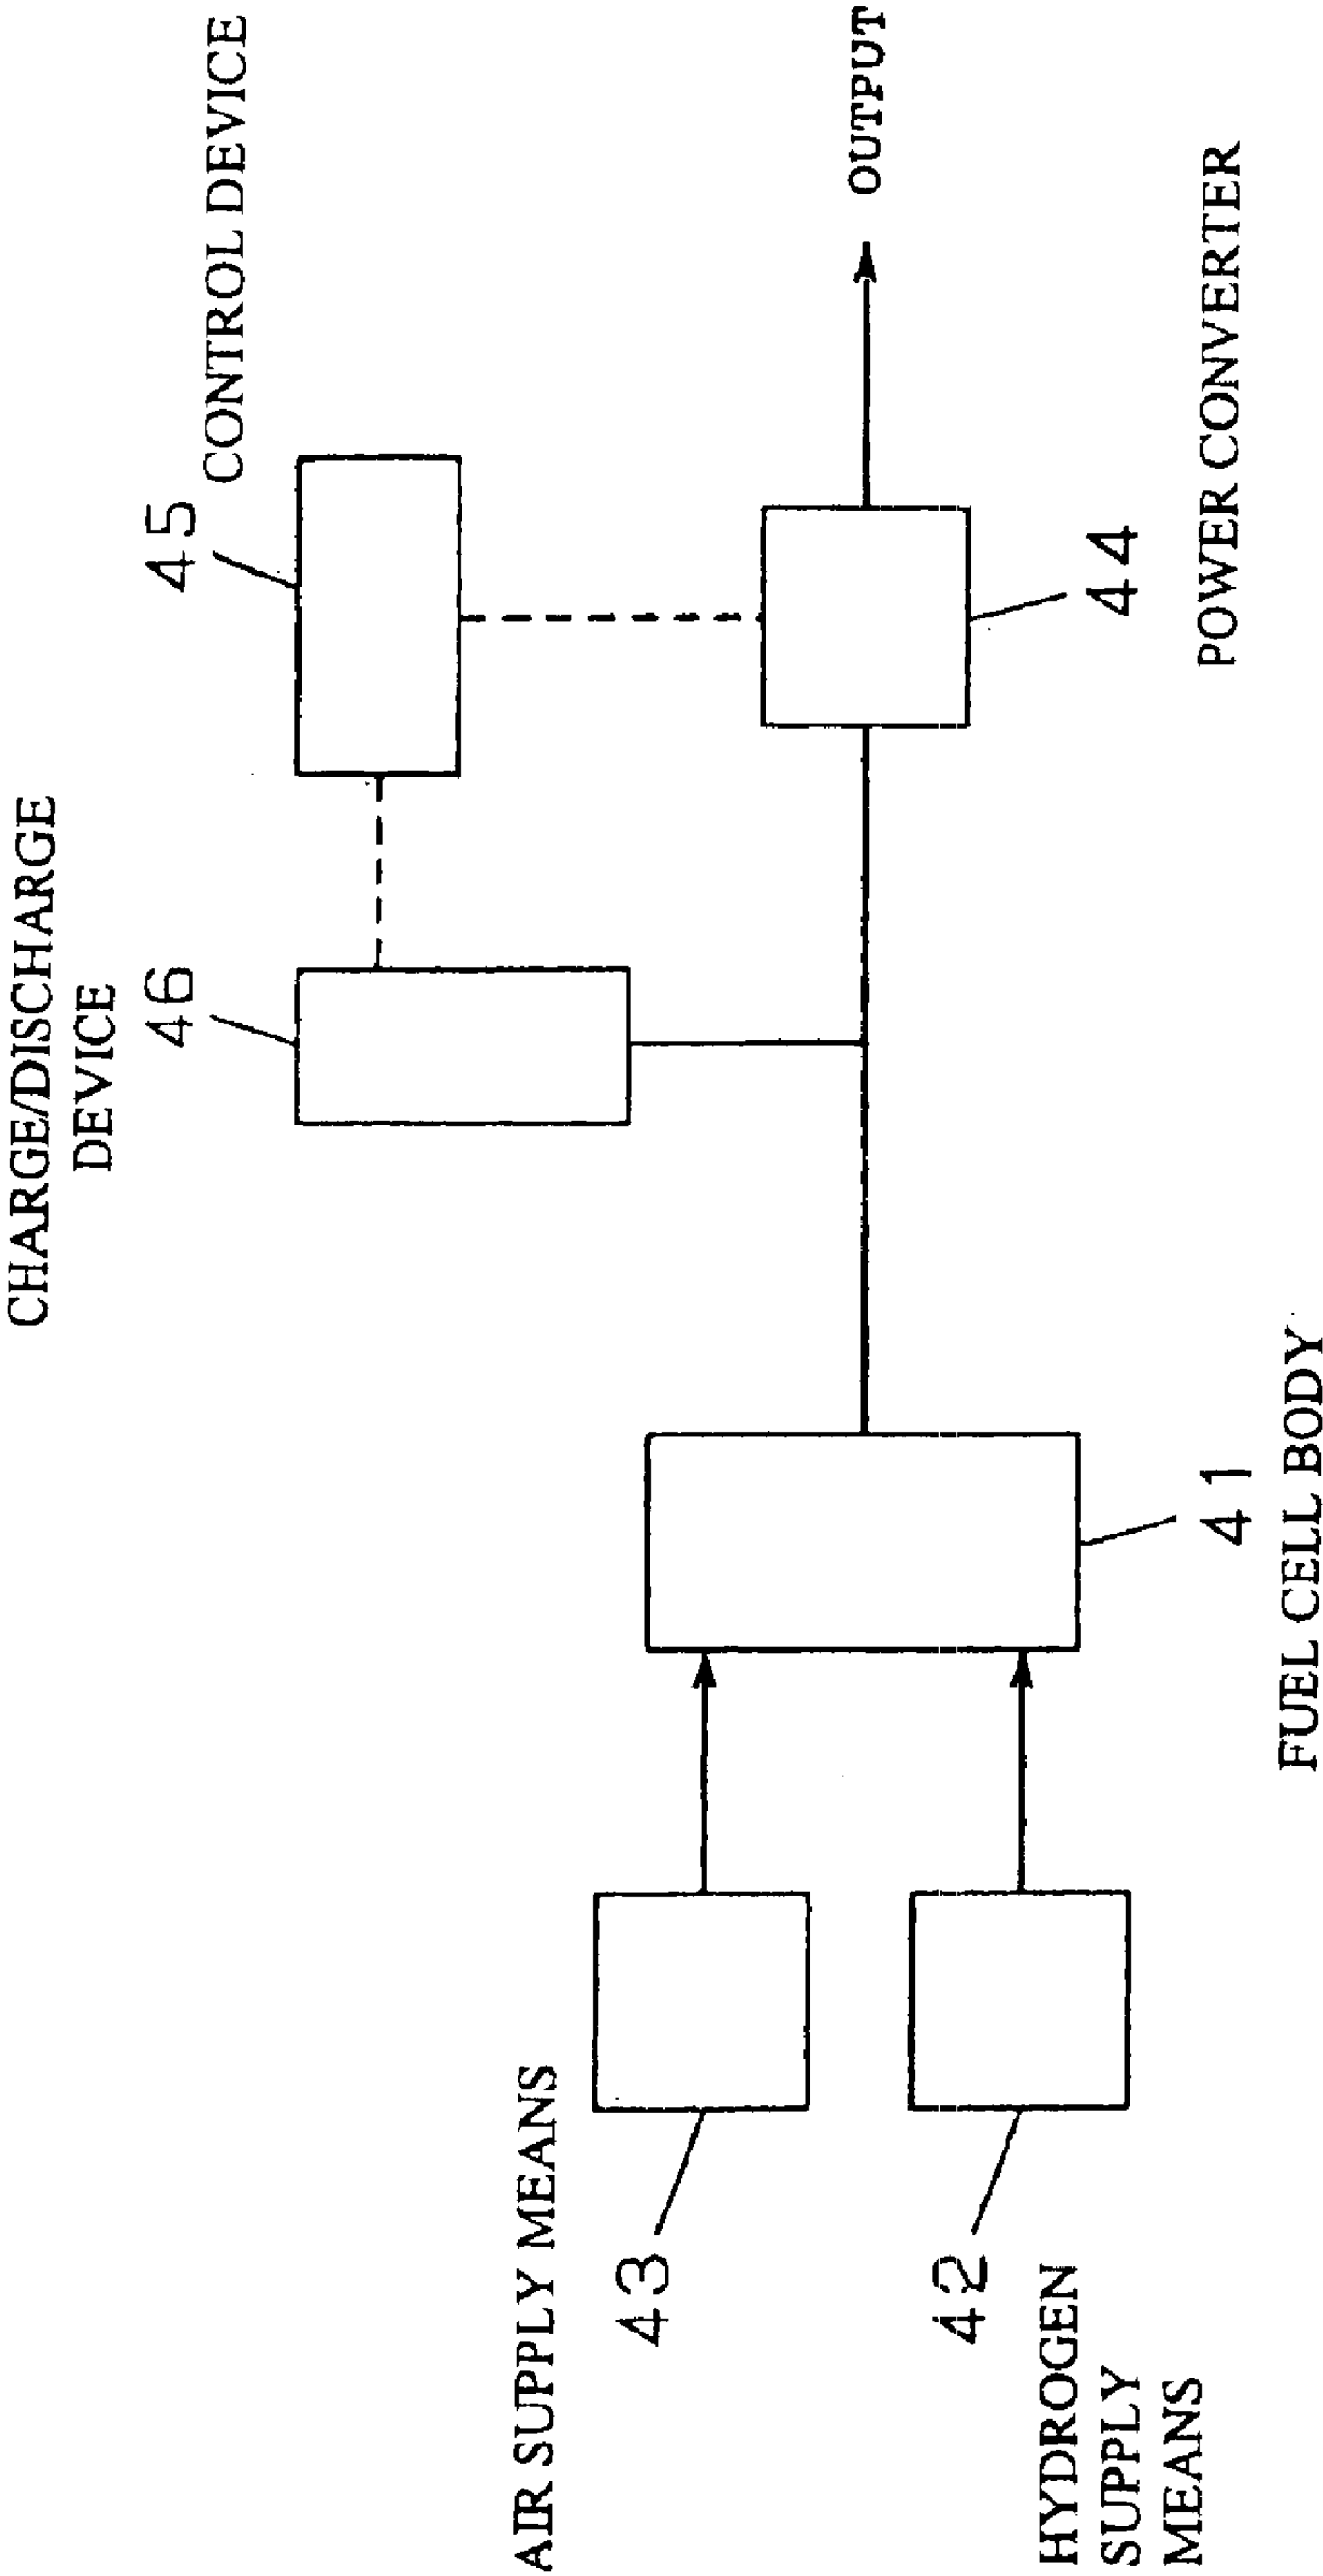 CHARGE/DISCHARGE
DEVICE
46
45
CONTROL DEVICE
AIR SUPPLY MEANS
43
OUTPUT
42
HYDROGEN
SUPPLY
MEANS
41
FUEL CELL BODY
44
POWER CONVERTER